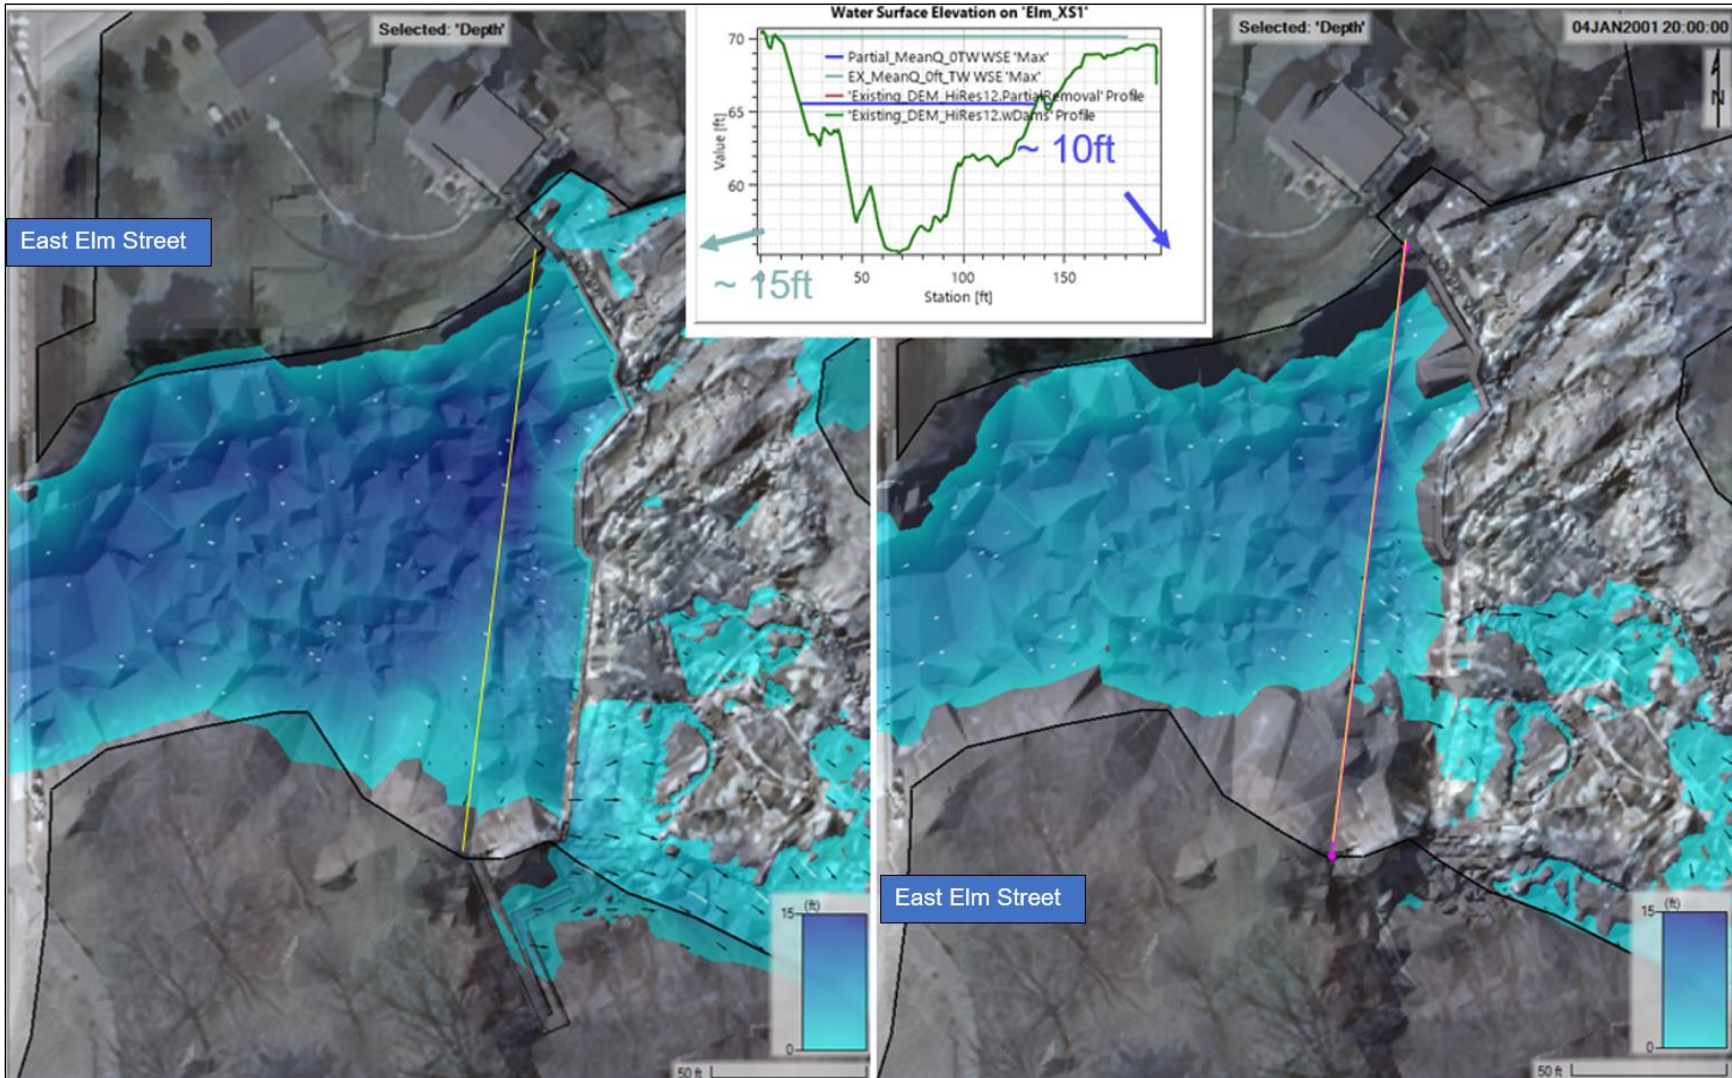 Selected: 'Depth'
Water Surface Elevation on 'Elm_XS1'
Selected: 'Depth'
04JAN2001 20:00:00
70
65
60
Value [ft]
Partial_MeanQ_0TW WSE 'Max'
EX_MeanQ_0ft_TW WSE 'Max'
'Existing_DEM_HiRes12.PartialRemoval' Profile
'Existing_DEM_HiRes12.wDams' Profile
~ 10ft
~ 15ft
50
100
150
Station [ft]
N
East Elm Street
East Elm Street
(ft)
15
0
50 ft
(ft)
15
0
50 ft